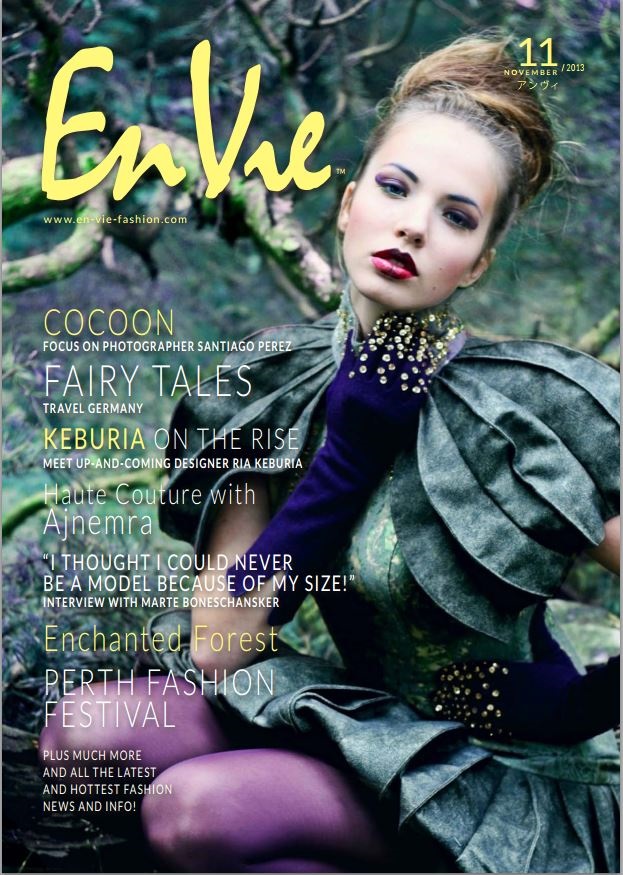 En Vie
TM
11
NOVEMBER / 2013
アンヴィ
www.en-vie-fashion.com
COCOON
FOCUS ON PHOTOGRAPHER SANTIAGO PEREZ
FAIRY TALES
TRAVEL GERMANY
KEBURIA ON THE RISE
MEET UP-AND-COMING DESIGNER RIA KEBURIA
Haute Couture with
Ajnemra
“I THOUGHT I COULD NEVER
BE A MODEL BECAUSE OF MY SIZE!”
INTERVIEW WITH MARTE BONESCHANSKER
Enchanted Forest
PERTH FASHION
FESTIVAL
PLUS MUCH MORE
AND ALL THE LATEST
AND HOTTEST FASHION
NEWS AND INFO!